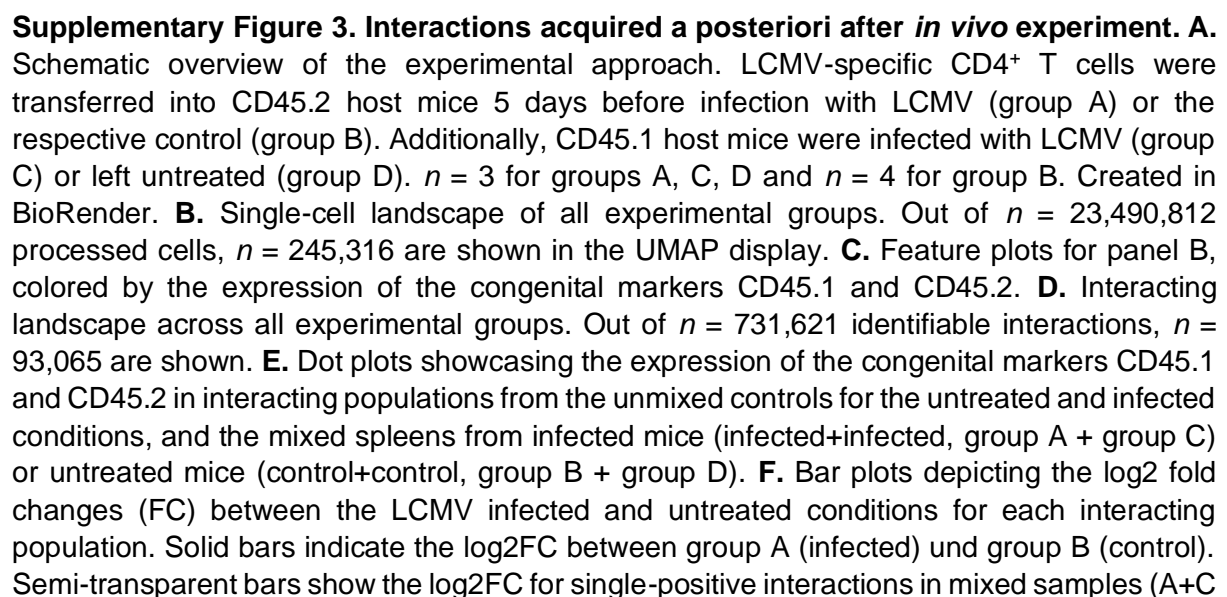 Supplementary Figure 3. Interactions acquired a posteriori after in vivo experiment. A.
Schematic overview of the experimental approach. LCMV-specific CD4⁺ T cells were
transferred into CD45.2 host mice 5 days before infection with LCMV (group A) or the
respective control (group B). Additionally, CD45.1 host mice were infected with LCMV (group
C) or left untreated (group D). n = 3 for groups A, C, D and n = 4 for group B. Created in
BioRender. B. Single-cell landscape of all experimental groups. Out of n = 23,490,812
processed cells, n = 245,316 are shown in the UMAP display. C. Feature plots for panel B,
colored by the expression of the congenital markers CD45.1 and CD45.2. D. Interacting
landscape across all experimental groups. Out of n = 731,621 identifiable interactions, n =
93,065 are shown. E. Dot plots showcasing the expression of the congenital markers CD45.1
and CD45.2 in interacting populations from the unmixed controls for the untreated and infected
conditions, and the mixed spleens from infected mice (infected+infected, group A + group C)
or untreated mice (control+control, group B + group D). F. Bar plots depicting the log2 fold
changes (FC) between the LCMV infected and untreated conditions for each interacting
population. Solid bars indicate the log2FC between group A (infected) und group B (control).
Semi-transparent bars show the log2FC for single-positive interactions in mixed samples (A+C